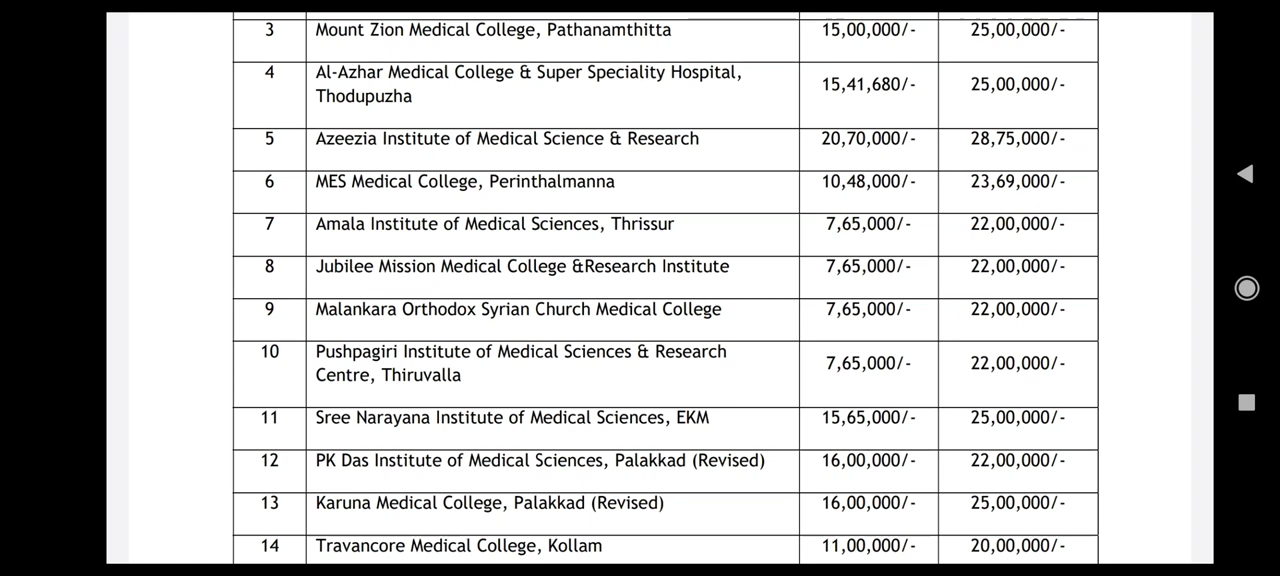 3 Mount Zion Medical College, Pathanamthitta 15,00,000/- 25,00,000/-
4 Al-Azhar Medical College & Super Speciality Hospital, Thodupuzha 15,41,680/- 25,00,000/-
5 Azeezia Institute of Medical Science & Research 20,70,000/- 28,75,000/-
6 MES Medical College, Perinthalmanna 10,48,000/- 23,69,000/-
7 Amala Institute of Medical Sciences, Thrissur 7,65,000/- 22,00,000/-
8 Jubilee Mission Medical College &Research Institute 7,65,000/- 22,00,000/-
9 Malankara Orthodox Syrian Church Medical College 7,65,000/- 22,00,000/-
10 Pushpagiri Institute of Medical Sciences & Research Centre, Thiruvalla 7,65,000/- 22,00,000/-
11 Sree Narayana Institute of Medical Sciences, EKM 15,65,000/- 25,00,000/-
12 PK Das Institute of Medical Sciences, Palakkad (Revised) 16,00,000/- 22,00,000/-
13 Karuna Medical College, Palakkad (Revised) 16,00,000/- 25,00,000/-
14 Travancore Medical College, Kollam 11,00,000/- 20,00,000/-